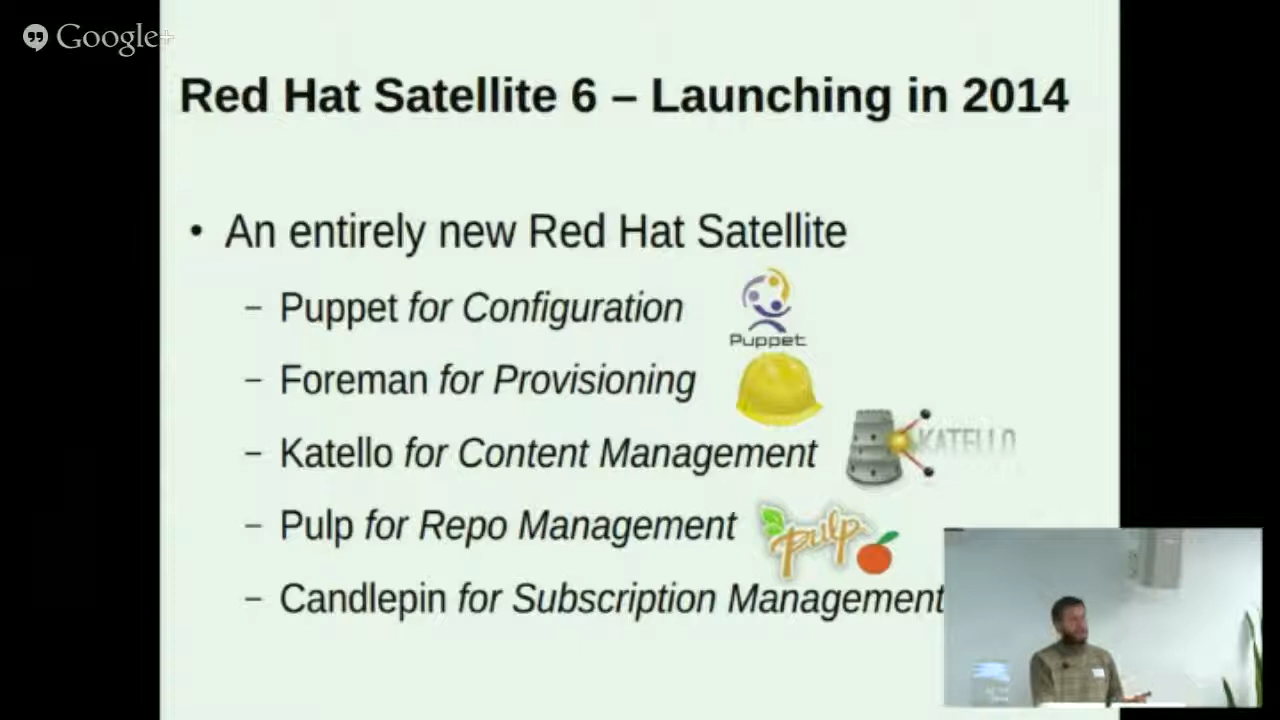 Google+
Red Hat Satellite 6 – Launching in 2014
• An entirely new Red Hat Satellite
– Puppet for Configuration
Puppet
– Foreman for Provisioning
– Katello for Content Management
KATELLO
– Pulp for Repo Management
pulp
– Candlepin for Subscription Management